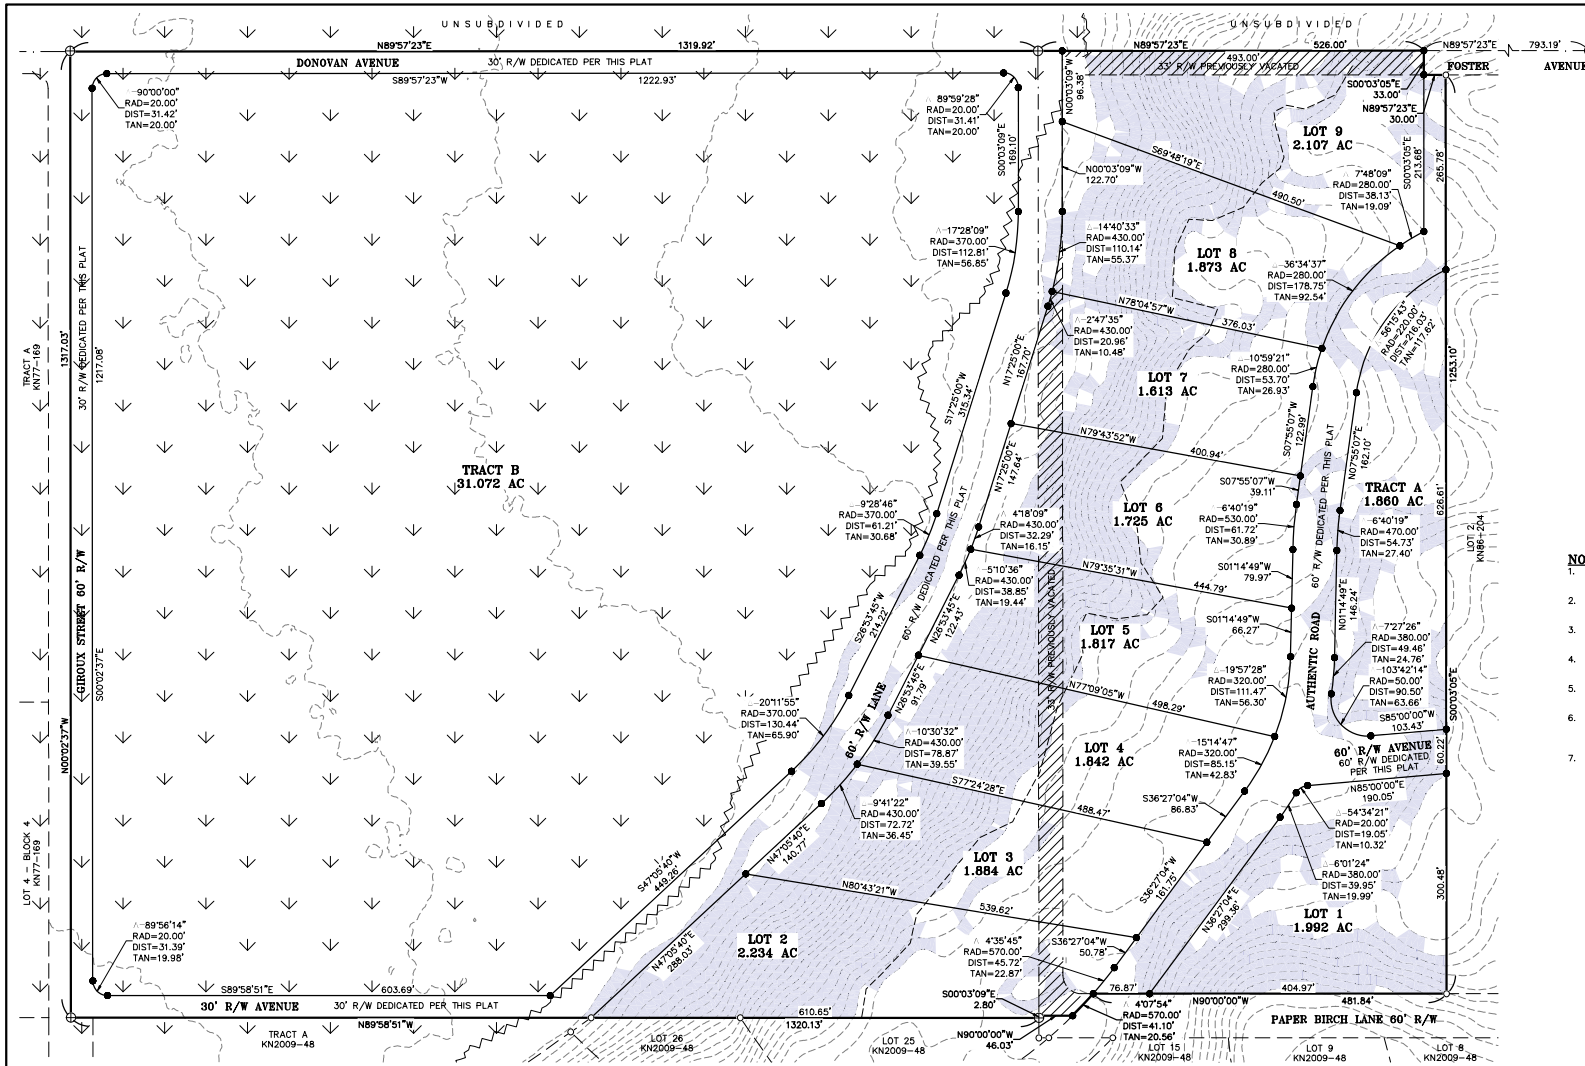 UNSUBDIVIDED
UNSUBDIVIDED
N89°57'23"E
1319.92'
N89°57'23"E
526.00'
N89°57'23"E
793.19'
DONOVAN AVENUE
30' R/W DEDICATED PER THIS PLAT
S89°57'23"W
1222.93'
493.00'
33' R/W PREVIOUSLY VACATED
FOSTER
AVENUE
S00°03'05"E
33.00'
N89°57'23"E
30.00'
△-90°00'00"
RAD=20.00'
DIST=31.42'
TAN=20.00'
△-89°59'28"
RAD=20.00'
DIST=31.41'
TAN=20.00'
S00°03'09"E
169.10'
N00°03'09"W
96.38'
LOT 9
2.107 AC
S69°48'19"E
490.50'
N00°03'09"W
122.70'
S00°03'05"E
213.68'
265.78'
△-7°48'09"
RAD=280.00'
DIST=38.13'
TAN=19.09'
△-17°28'09"
RAD=370.00'
DIST=112.81'
TAN=56.85'
△-14°40'33"
RAD=430.00'
DIST=110.14'
TAN=55.37'
LOT 8
1.873 AC
△-36°34'37"
RAD=280.00'
DIST=178.75'
TAN=92.54'
N78°04'57"W
376.03'
△-2°47'35"
RAD=430.00'
DIST=20.96'
TAN=10.48'
56°15'43"
RAD=220.00'
DIST=216.03'
TAN=117.62'
1253.10'
TRACT A
KN77-169
1317.03'
30' R/W DEDICATED PER THIS PLAT
1217.08'
N17°25'00"E
167.70'
S17°25'00"W
315.34'
LOT 7
1.613 AC
△-10°59'21"
RAD=280.00'
DIST=53.70'
TAN=26.93'
S07°55'07"W
122.99'
N79°43'52"W
400.94'
N07°55'07"E
162.10'
TRACT B
31.072 AC
N17°25'00"E
147.64'
S07°55'07"W
39.11'
TRACT A
1.860 AC
△-9°28'46"
RAD=370.00'
DIST=61.21'
TAN=30.68'
△-4°18'09"
RAD=430.00'
DIST=32.29'
TAN=16.15'
LOT 6
1.725 AC
△-6°40'19"
RAD=530.00'
DIST=61.72'
TAN=30.89'
60' R/W DEDICATED PER THIS PLAT
△-6°40'19"
RAD=470.00'
DIST=54.73'
TAN=27.40'
626.61'
LOT 2
KN86-204
△-5°10'36"
RAD=430.00'
DIST=38.85'
TAN=19.44'
N79°35'31"W
444.79'
S01°14'49"W
79.97'
N01°14'49"E
146.24'
NO
1.
2.
3.
4.
5.
6.
7.
GIROUX STREET 60' R/W
S00°02'37"E
S26°53'45"W
214.22'
60' R/W DEDICATED PER THIS PLAT
N26°53'45"E
122.43'
33' R/W PREVIOUSLY VACATED
LOT 5
1.817 AC
S01°14'49"W
66.27'
AUTHENTIC ROAD
△-7°27'26"
RAD=380.00'
DIST=49.46'
TAN=24.76'
N77°09'05"W
498.29'
△-19°57'28"
RAD=320.00'
DIST=111.47'
TAN=56.30'
△-103°42'14"
RAD=50.00'
DIST=90.50'
TAN=63.66'
S00°03'05"E
△-20°11'55"
RAD=370.00'
DIST=130.44'
TAN=65.90'
60' R/W LANE
N26°53'45"E
91.79'
S85°00'00"W
103.43'
N00°02'37"W
△-10°30'32"
RAD=430.00'
DIST=78.87'
TAN=39.55'
LOT 4
1.842 AC
△-15°14'47"
RAD=320.00'
DIST=85.15'
TAN=42.83'
60' R/W AVENUE
60' R/W DEDICATED
PER THIS PLAT
60.22'
S77°24'28"E
488.47'
S36°27'04"W
86.83'
N85°00'00"E
190.05'
△-9°41'22"
RAD=430.00'
DIST=72.72'
TAN=36.45'
△-54°34'21"
RAD=20.00'
DIST=19.05'
TAN=10.32'
LOT 4 - BLOCK 4
KN77-169
S47°05'40"W
449.26'
N47°05'40"E
140.77'
LOT 3
1.884 AC
△-6°01'24"
RAD=380.00'
DIST=39.95'
TAN=19.99'
N80°43'21"W
539.62'
S36°27'04"W
161.75'
N36°27'04"E
299.36'
300.48'
LOT 1
1.992 AC
△-89°56'14"
RAD=20.00'
DIST=31.39'
TAN=19.98'
LOT 2
2.234 AC
N47°05'40"E
288.03'
△-4°35'45"
RAD=570.00'
DIST=45.72'
TAN=22.87'
S36°27'04"W
50.78'
S89°58'51"E
603.69'
S00°03'09"E
2.80'
76.87'
404.97'
N90°00'00"W
481.84'
30' R/W AVENUE
30' R/W DEDICATED PER THIS PLAT
N89°58'51"W
610.65'
1320.13'
4°07'54"
RAD=570.00'
DIST=41.10'
TAN=20.56'
PAPER BIRCH LANE 60' R/W
N90°00'00"W
46.03'
TRACT A
KN2009-48
LOT 26
KN2009-48
LOT 25
KN2009-48
LOT 15
KN2009-48
LOT 9
KN2009-48
LOT 8
KN2009-48